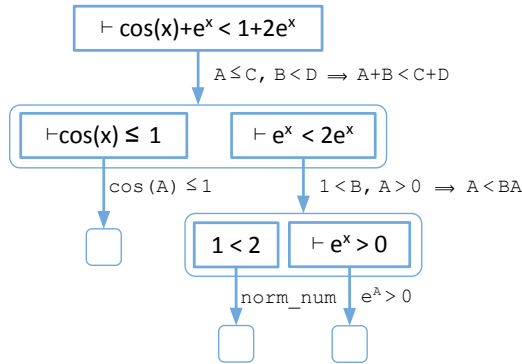 ⊢ cos(x)+eˣ < 1+2eˣ
A≤C, B<D ⟹ A+B<C+D
⊢cos(x) ≤ 1 ⊢ eˣ < 2eˣ
cos(A) ≤1 1<B, A>0 ⟹ A<BA
1 < 2 ⊢ eˣ > 0
norm_num eᴬ>0